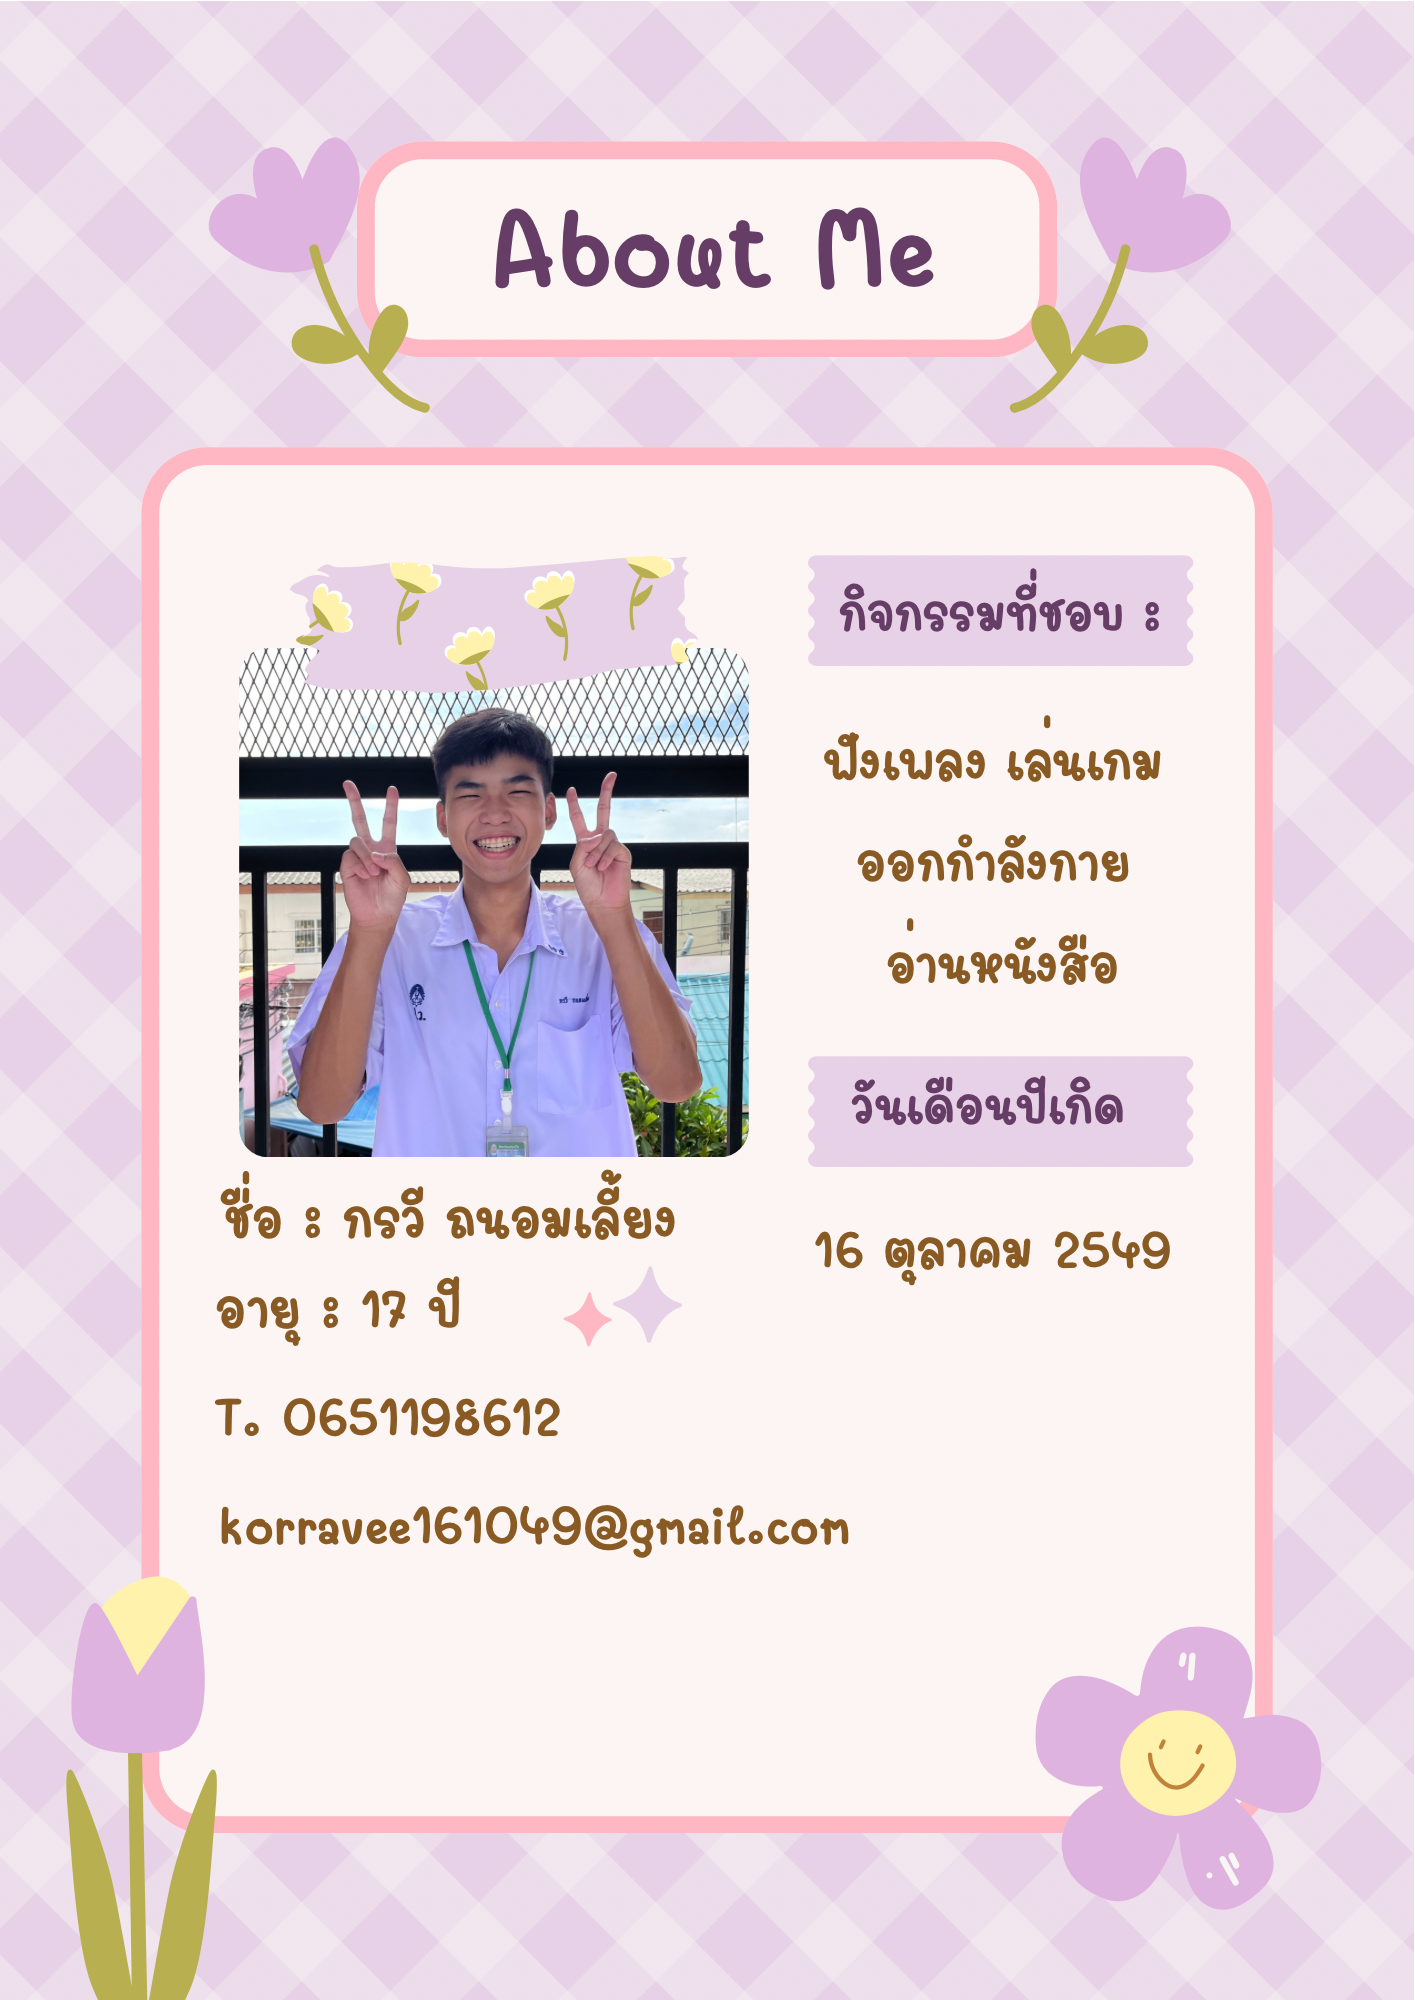 About Me
กิจกรรมที่ชอบ :
ฟังเพลง เล่นเกม
ออกกำลังกาย
อ่านหนังสือ
วันเดือนปีเกิด
16 ตุลาคม 2549
ชื่อ : กรวี ถนอมเลี้ยง
อายุ : 17 ปี
T. 0651198612
korravee161049@gmail.com